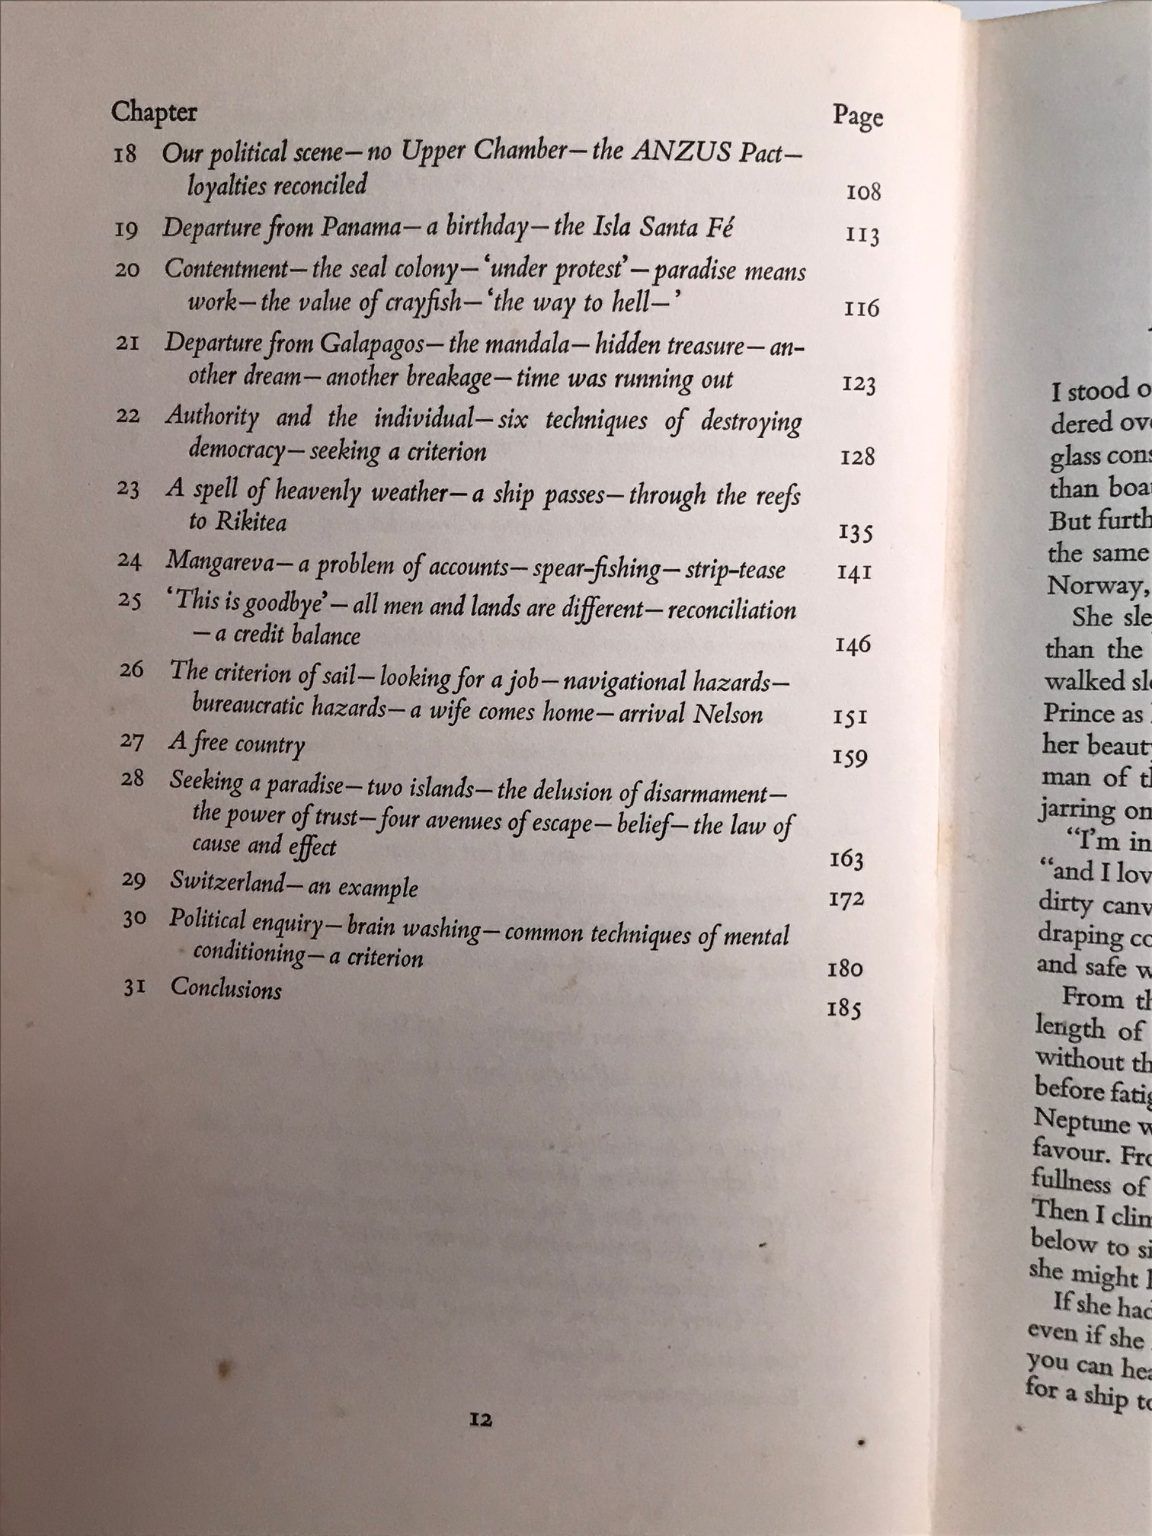 Chapter Page
18 Our political scene—no Upper Chamber—the ANZUS Pact—
loyalties reconciled 108
19 Departure from Panama—a birthday—the Isla Santa Fé 113
20 Contentment—the seal colony—‘under protest’—paradise means
work—the value of crayfish—‘the way to hell—’ 116
21 Departure from Galapagos—the mandala—hidden treasure—an-
other dream—another breakage—time was running out 123
22 Authority and the individual—six techniques of destroying
democracy—seeking a criterion 128
23 A spell of heavenly weather—a ship passes—through the reefs
to Rikitea 135
24 Mangareva—a problem of accounts—spear-fishing—strip-tease 141
25 ‘This is goodbye’—all men and lands are different—reconciliation
—a credit balance 146
26 The criterion of sail—looking for a job—navigational hazards—
bureaucratic hazards—a wife comes home—arrival Nelson 151
27 A free country 159
28 Seeking a paradise—two islands—the delusion of disarmament—
the power of trust—four avenues of escape—belief—the law of
cause and effect 163
29 Switzerland—an example 172
30 Political enquiry—brain washing—common techniques of mental
conditioning—a criterion 180
31 Conclusions 185
12
I stood
dered
glass
than
But
the same
Norway,
She
than the
walked
Prince as
her
man of
jarring
“I’m in
“and I
dirty
draping
and safe
From
length of
without
before
Neptune
favour.
fullness of
Then I
below to
she might
If she
even if she
you can
for a ship